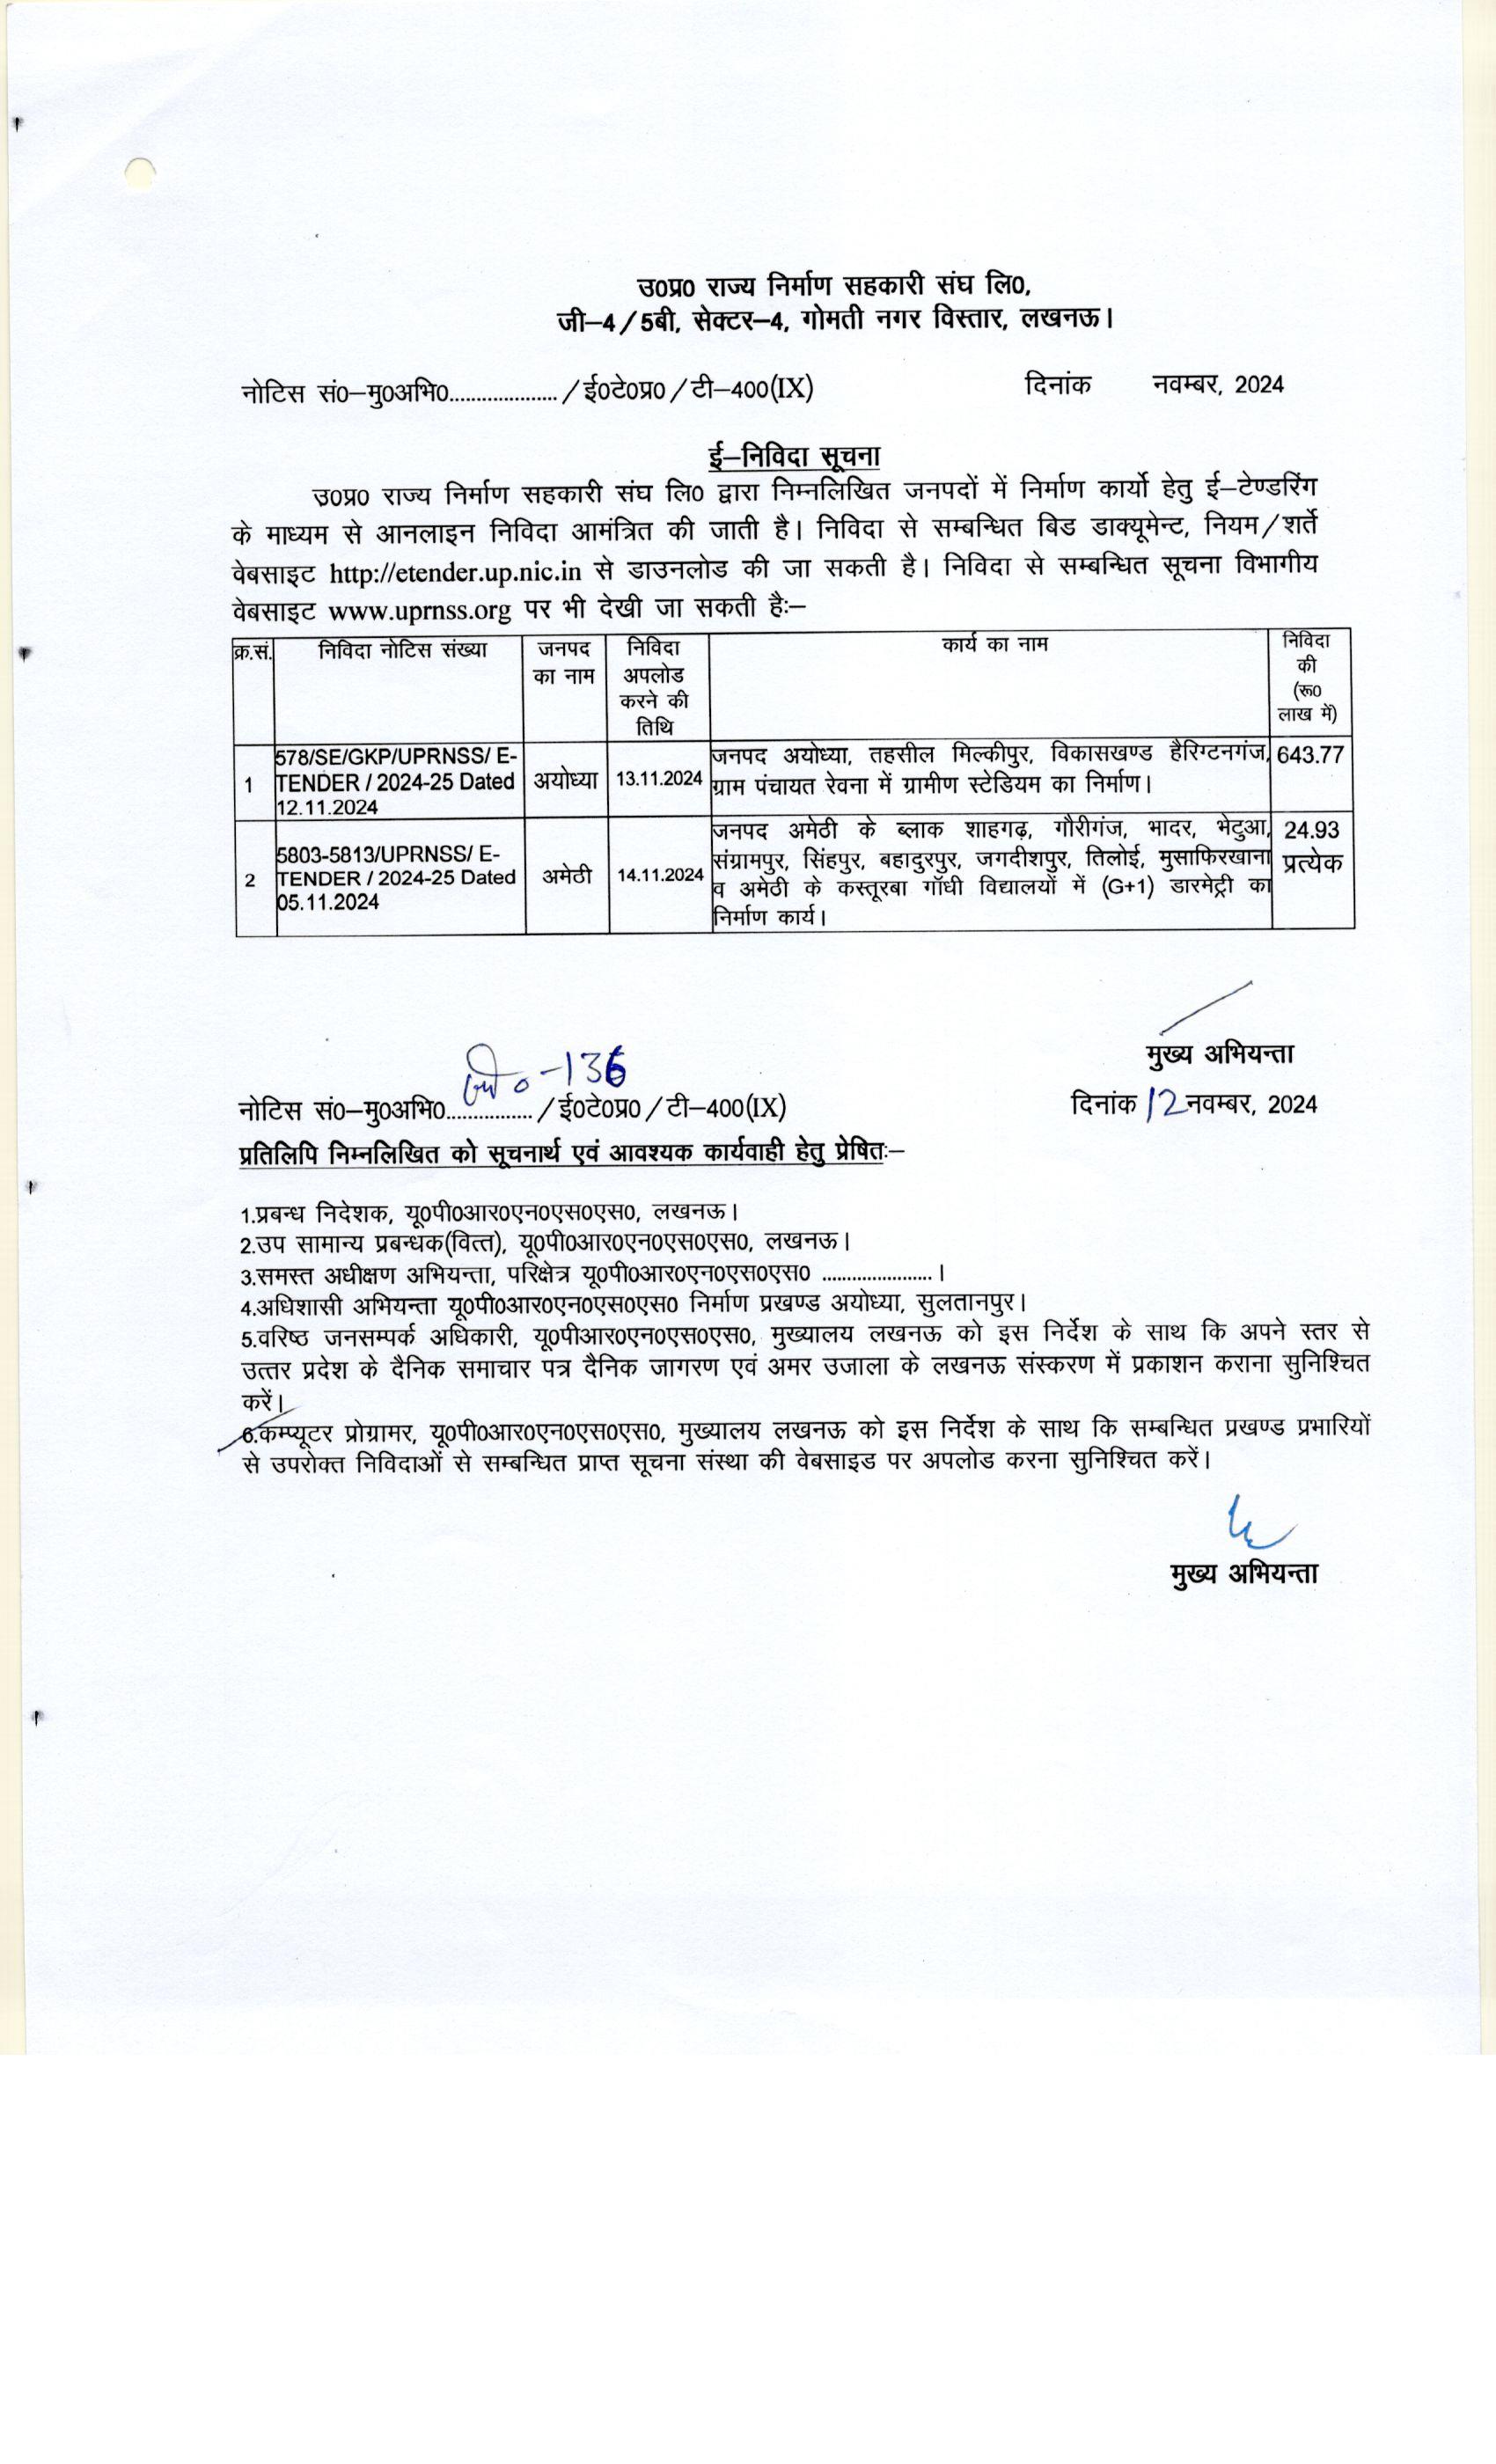 उ0प्र0 राज्य निर्माण सहकारी संघ लि0,
जी–4/5बी, सेक्टर–4, गोमती नगर विस्तार, लखनऊ।
नोटिस सं0–मु0अभि0.................... /ई0टे0प्र0/टी–400(IX) दिनांक नवम्बर, 2024
ई–निविदा सूचना
उ0प्र0 राज्य निर्माण सहकारी संघ लि0 द्वारा निम्नलिखित जनपदों में निर्माण कार्यो हेतु ई–टेण्डरिंग
के माध्यम से आनलाइन निविदा आमंत्रित की जाती है। निविदा से सम्बन्धित बिड डाक्यूमेन्ट, नियम/शर्ते
वेबसाइट http://etender.up.nic.in से डाउनलोड की जा सकती है। निविदा से सम्बन्धित सूचना विभागीय
वेबसाइट www.uprnss.org पर भी देखी जा सकती हैः–
क्र.सं.
निविदा नोटिस संख्या
जनपद
का नाम
निविदा
अपलोड
करने की
तिथि
कार्य का नाम
निविदा
की
(रू0
लाख में)
1
578/SE/GKP/UPRNSS/ E-
TENDER / 2024-25 Dated
12.11.2024
अयोध्या
13.11.2024
जनपद अयोध्या, तहसील मिल्कीपुर, विकासखण्ड हैरिग्टनगंज,
ग्राम पंचायत रेवना में ग्रामीण स्टेडियम का निर्माण।
643.77
2
5803-5813/UPRNSS/ E-
TENDER / 2024-25 Dated
05.11.2024
अमेठी
14.11.2024
जनपद अमेठी के ब्लाक शाहगढ़, गौरीगंज, भादर, भेटुआ,
संग्रामपुर, सिंहपुर, बहादुरपुर, जगदीशपुर, तिलोई, मुसाफिरखाना
व अमेठी के कस्तूरबा गॉधी विद्यालयों में (G+1) डारमेट्री का
निर्माण कार्य।
24.93
प्रत्येक
मुख्य अभियन्ता
-136
नोटिस सं0–मु0अभि0................ /ई0टे0प्र0/टी–400(IX) दिनांक 12 नवम्बर, 2024
प्रतिलिपि निम्नलिखित को सूचनार्थ एवं आवश्यक कार्यवाही हेतु प्रेषितः–
1.प्रबन्ध निदेशक, यू0पी0आर0एन0एस0एस0, लखनऊ।
2.उप सामान्य प्रबन्धक(वित्त), यू0पी0आर0एन0एस0एस0, लखनऊ।
3.समस्त अधीक्षण अभियन्ता, परिक्षेत्र यू0पी0आर0एन0एस0एस0 ......................।
4.अधिशासी अभियन्ता यू0पी0आर0एन0एस0एस0 निर्माण प्रखण्ड अयोध्या, सुलतानपुर।
5.वरिष्ठ जनसम्पर्क अधिकारी, यू0पीआर0एन0एस0एस0, मुख्यालय लखनऊ को इस निर्देश के साथ कि अपने स्तर से
उत्तर प्रदेश के दैनिक समाचार पत्र दैनिक जागरण एवं अमर उजाला के लखनऊ संस्करण में प्रकाशन कराना सुनिश्चित
करें।
6.कम्प्यूटर प्रोग्रामर, यू0पी0आर0एन0एस0एस0, मुख्यालय लखनऊ को इस निर्देश के साथ कि सम्बन्धित प्रखण्ड प्रभारियों
से उपरोक्त निविदाओं से सम्बन्धित प्राप्त सूचना संस्था की वेबसाइड पर अपलोड करना सुनिश्चित करें।
मुख्य अभियन्ता